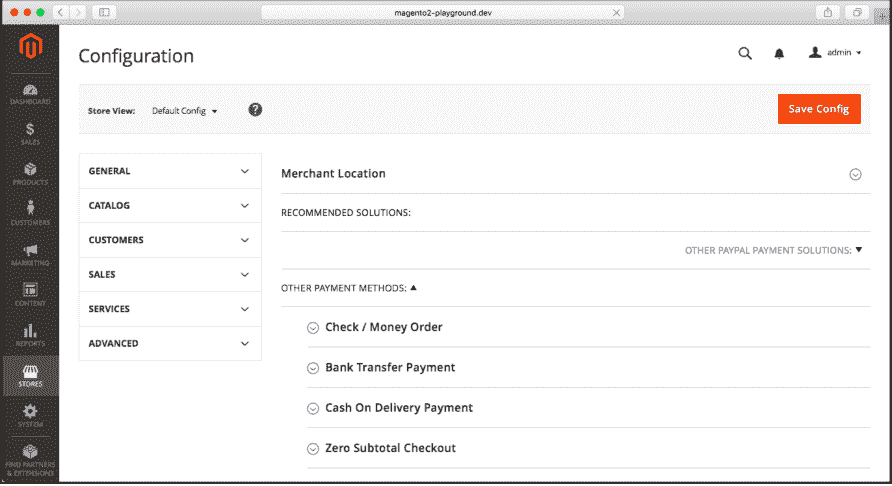 magento2-playground.dev
Configuration
admin
Store View: Default Config ?
Save Config
DASHBOARD
$
SALES
PRODUCTS
CUSTOMERS
MARKETING
CONTENT
REPORTS
STORES
SYSTEM
FIND PARTNERS
& EXTENSIONS
GENERAL
CATALOG
CUSTOMERS
SALES
SERVICES
ADVANCED
Merchant Location
RECOMMENDED SOLUTIONS:
OTHER PAYPAL PAYMENT SOLUTIONS:
OTHER PAYMENT METHODS:
Check / Money Order
Bank Transfer Payment
Cash On Delivery Payment
Zero Subtotal Checkout